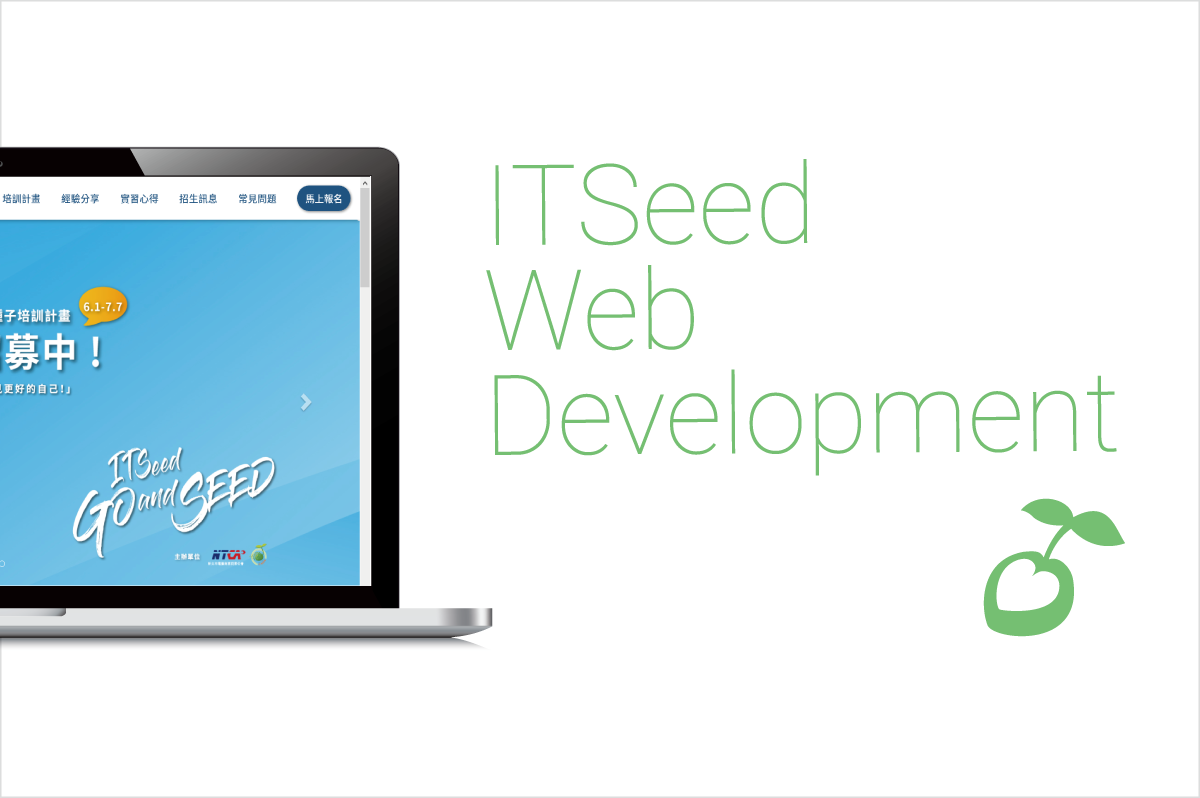 培訓計畫 經驗分享 實習心得 招生訊息 常見問題 馬上報名
子培訓計畫
6.1-7.7
募中！
更好的自己!」
ITSeed
GO and SEED
主辦單位 NTCA
ITSeed
Web
Development